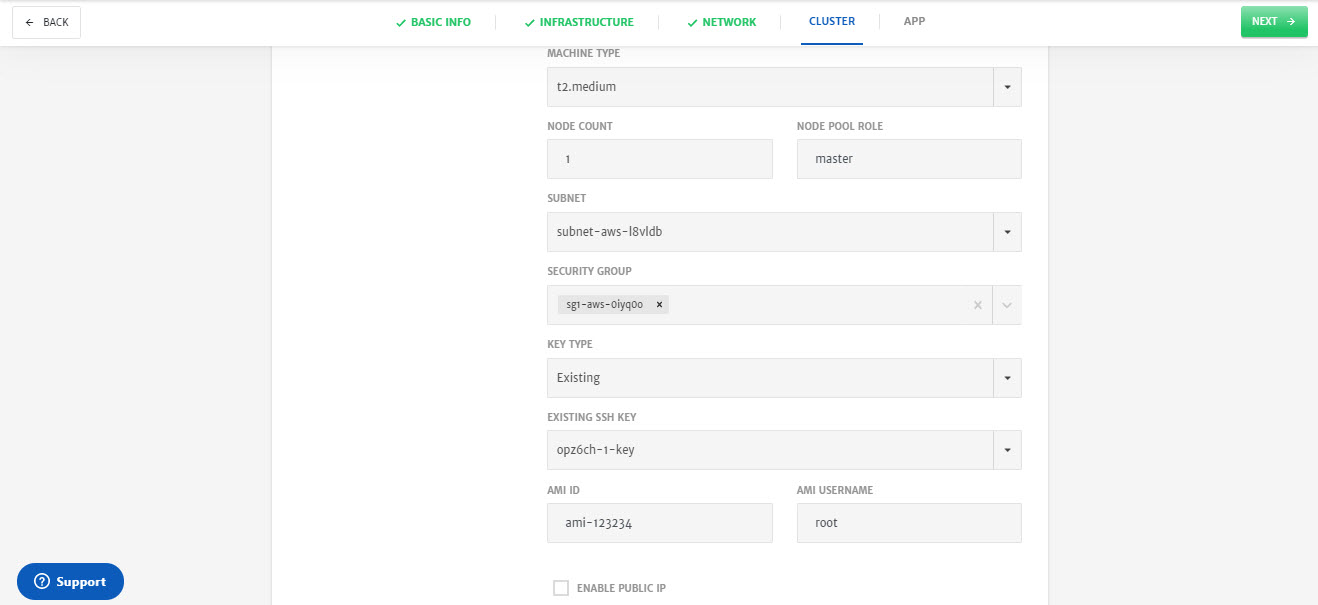 BACK
BASIC INFO
INFRASTRUCTURE
NETWORK
CLUSTER
APP
NEXT
MACHINE TYPE
t2.medium
NODE COUNT
NODE POOL ROLE
1
master
SUBNET
subnet-aws-l8vldb
SECURITY GROUP
sg1-aws-0iyq0o
KEY TYPE
Existing
EXISTING SSH KEY
opz6ch-1-key
AMI ID
AMI USERNAME
ami-123234
root
ENABLE PUBLIC IP
Support